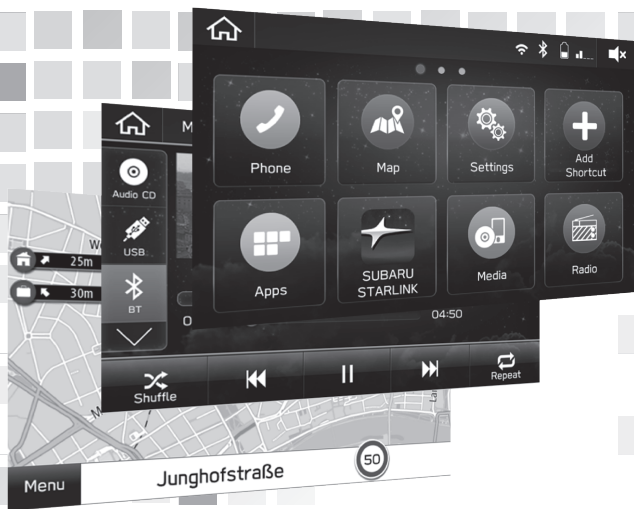 Phone
Map
Settings
Add
Shortcut
Apps
SUBARU
STARLINK
Media
Radio
M
Audio CD
USB
BT
04:50
Shuffle
Repeat
25m
30m
Junghofstraße
50
Menu